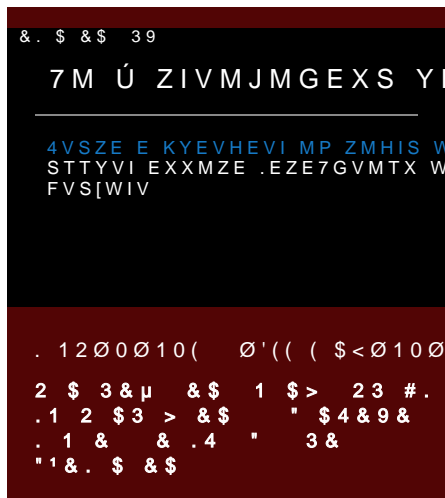 &. $ &$ 39
7M Ú ZIVMJMGEXS Y
4VSZE E KYEVHEVI MP ZMHIS W
STTYVI EXXMZE .EZE7GVMTX W
FVS[WIV
. 12Ø0Ø10( Ø'(( ( $<Ø10Ø
2 $ 3&µ &$ 1 $> 23 #.
.1 2 $3 > &$ " $4&9&
. 1 & & .4 " 3&
"¹&. $ &$